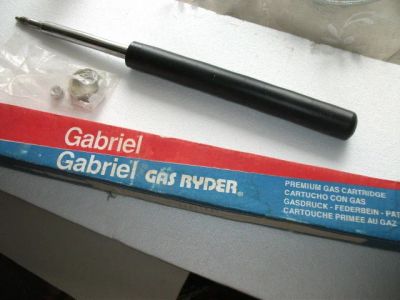 Gabriel
Gabriel GAS RYDER®
PREMIUM GAS CARTRIDGE
CARTUCHO CON GAS
GASDRUCK - FEDERBEIN - PAT
CARTOUCHE PRIMEE AU GAZ